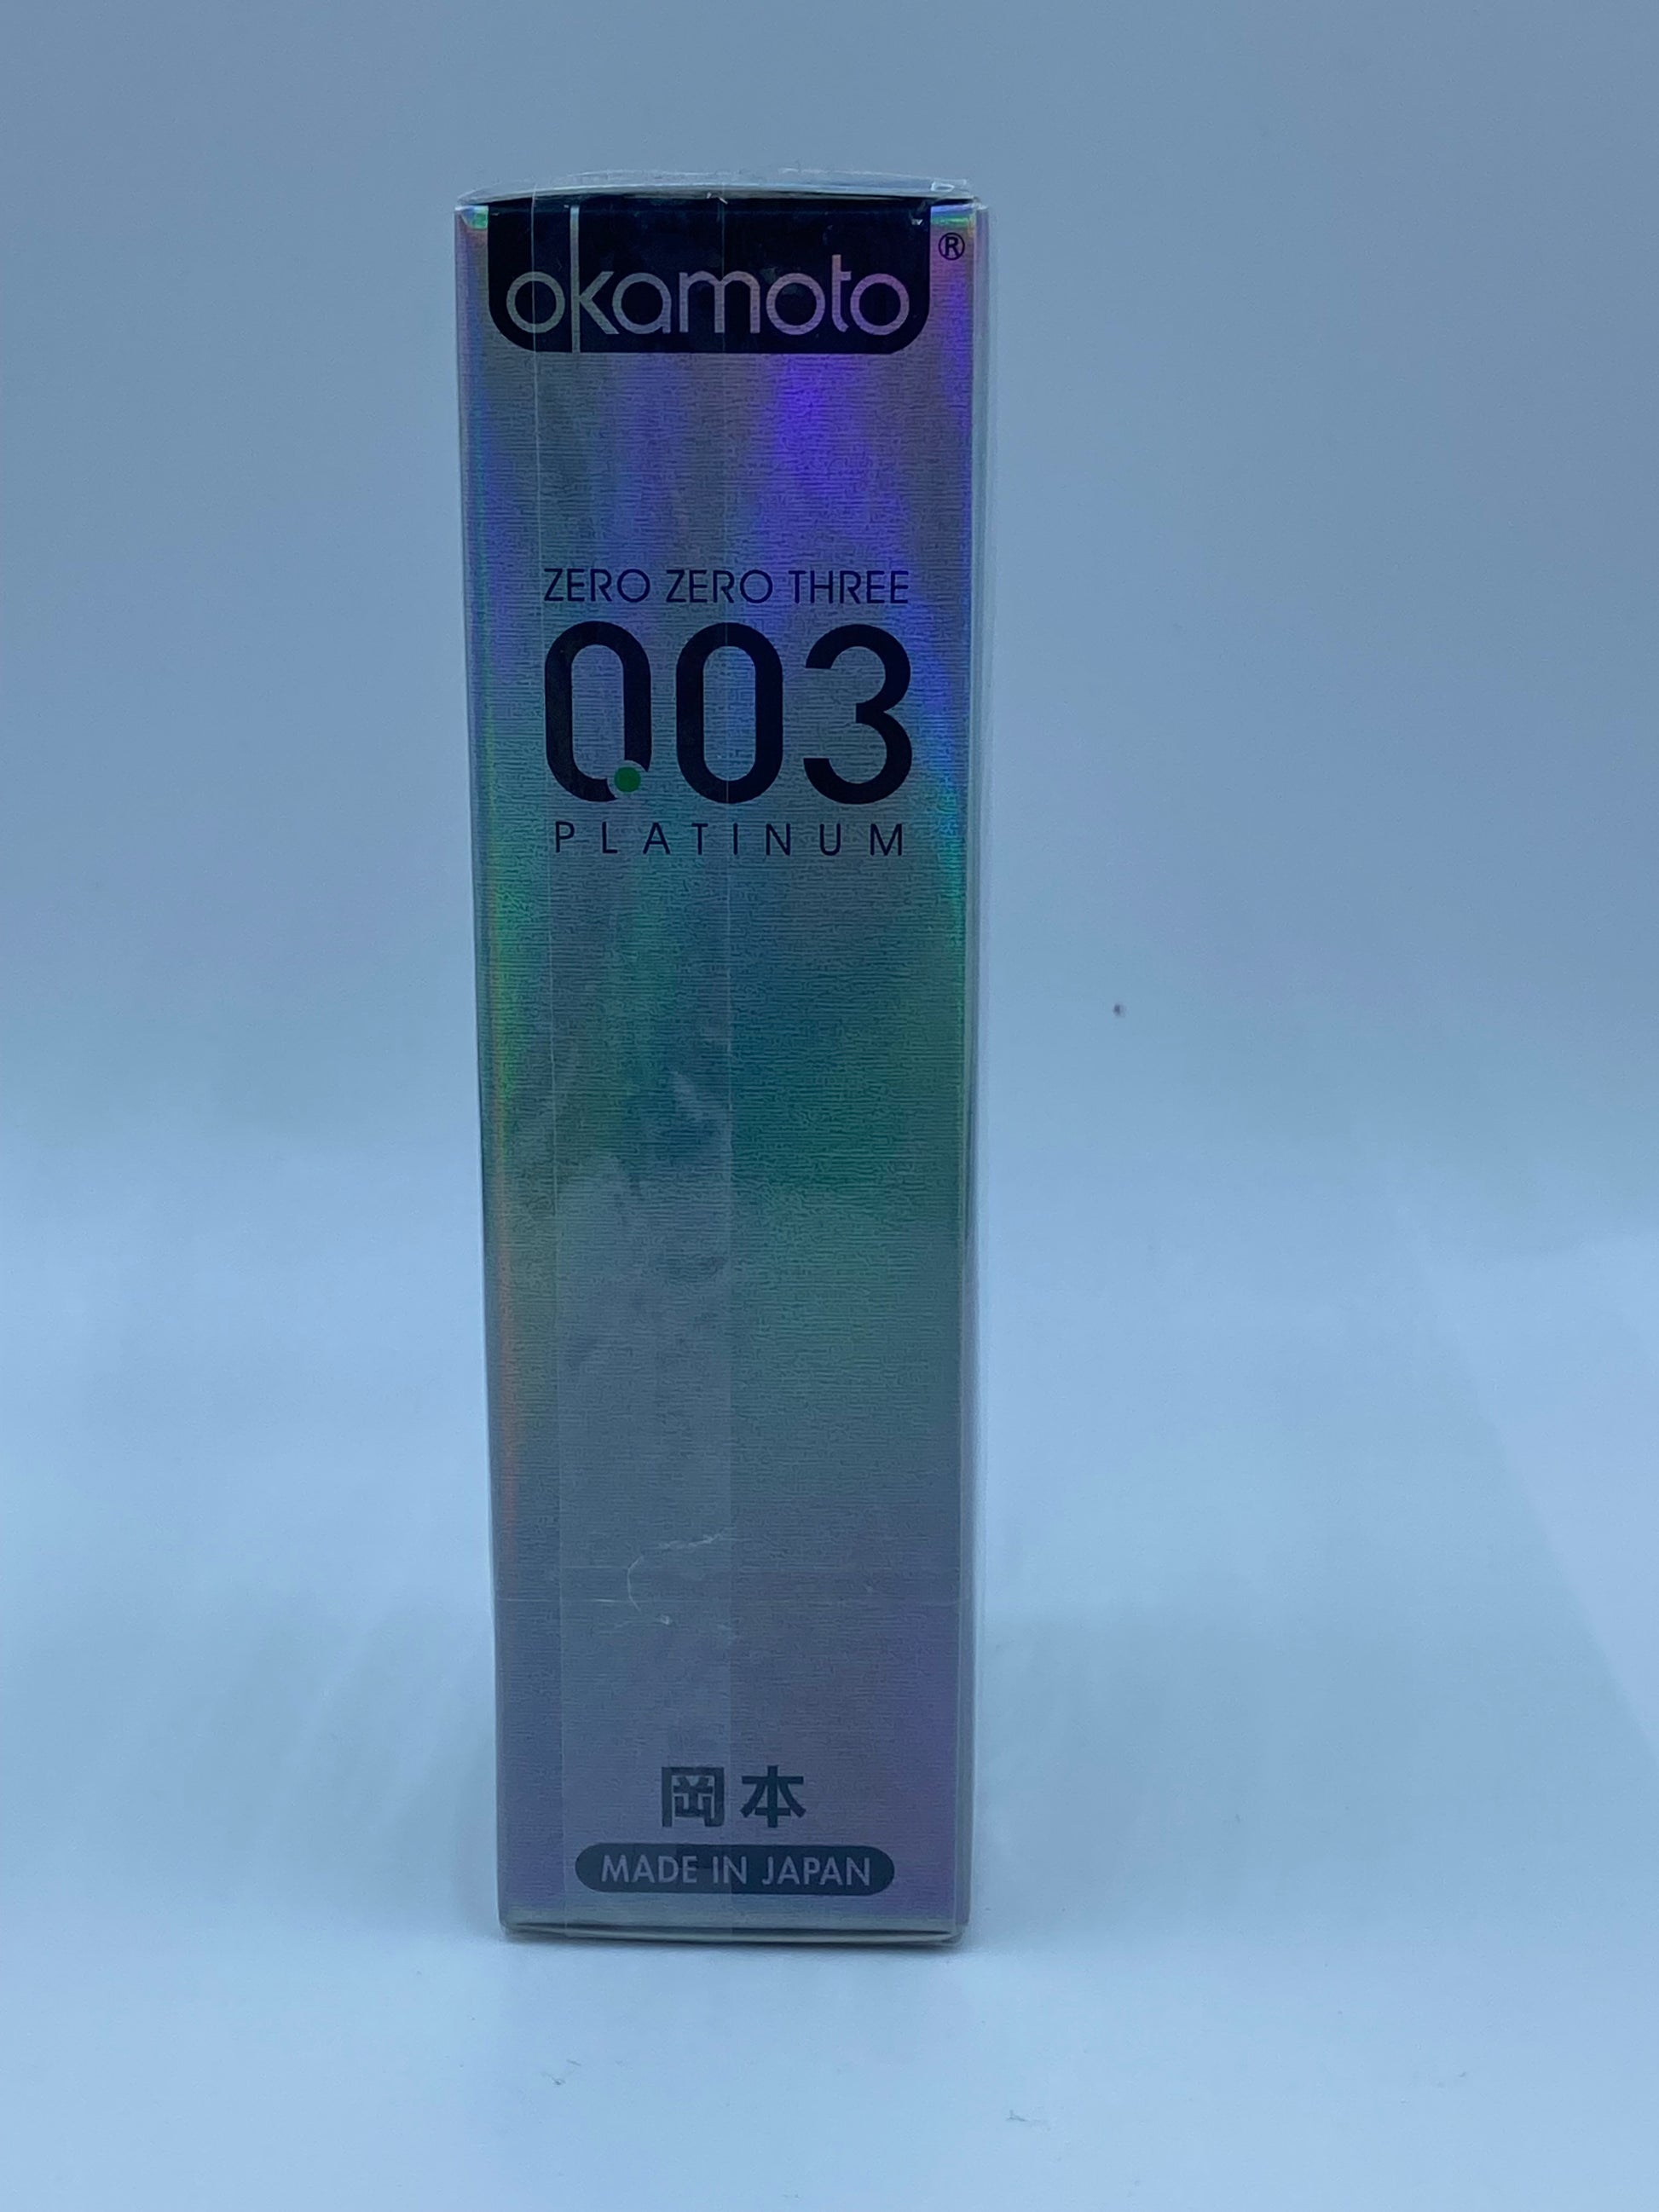 okamoto®
ZERO ZERO THREE
0.03
PLATINUM
岡本
MADE IN JAPAN